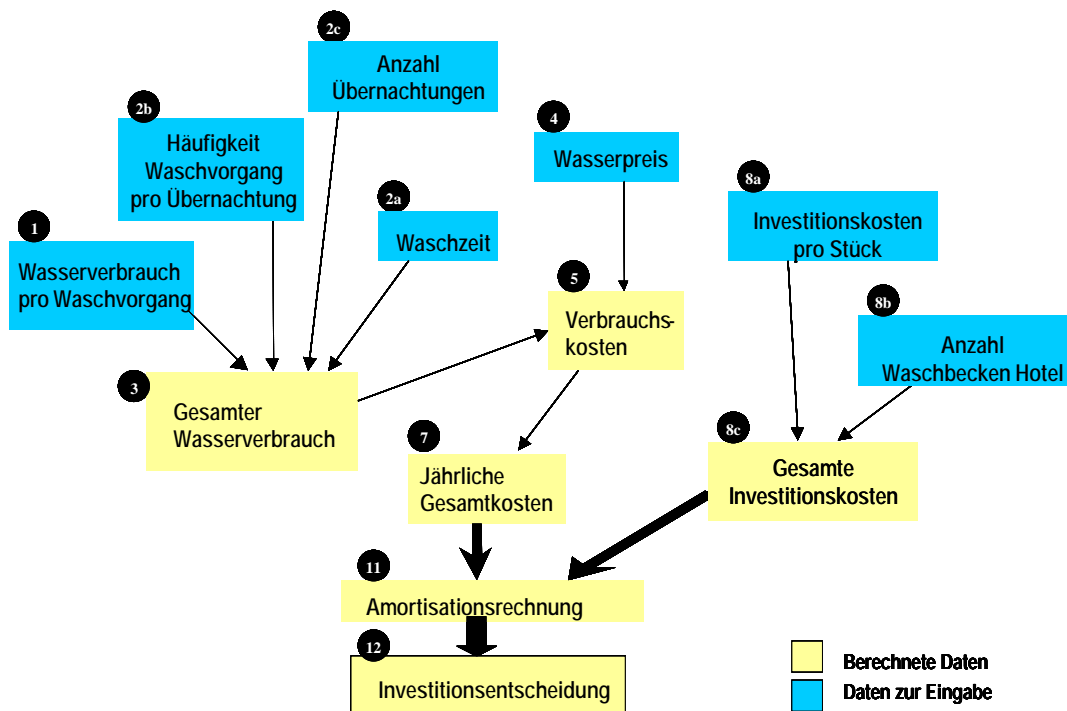 2c
Anzahl
Übernachtungen
2b
Häufigkeit
Waschvorgang
pro Übernachtung
4
Wasserpreis
8a
Investitionskosten
pro Stück
2a
Waschzeit
1
Wasserverbrauch
pro Waschvorgang
5
Verbrauchs-
kosten
8b
Anzahl
Waschbecken Hotel
3
Gesamter
Wasserverbrauch
7
Jährliche
Gesamtkosten
8c
Gesamte
Investitionskosten
11
Amortisationsrechnung
12
Investitionsentscheidung
Berechnete Daten
Daten zur Eingabe